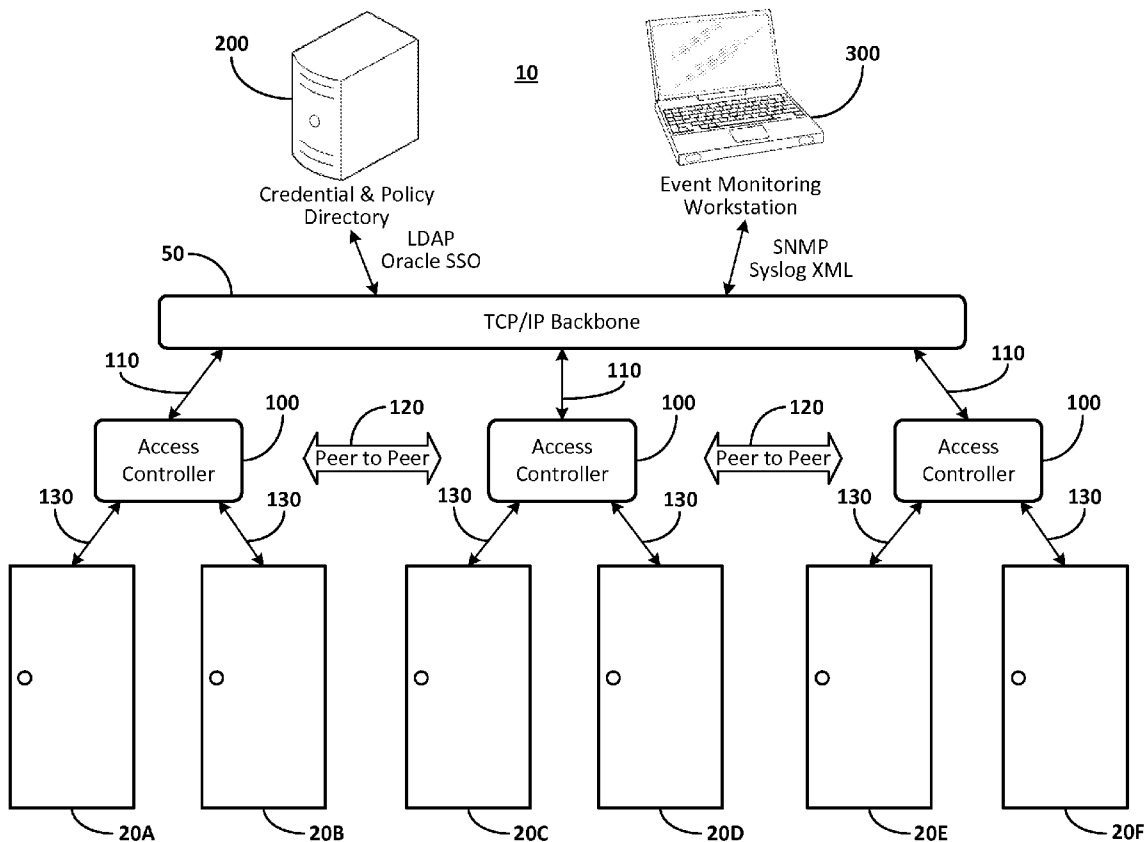 200
10
300
Credential & Policy
Directory
Event Monitoring
Workstation
LDAP
Oracle SSO
SNMP
Syslog XML
50
TCP/IP Backbone
110
110
110
100
120
100
120
100
Access
Controller
Peer to Peer
Access
Controller
Peer to Peer
Access
Controller
130
130
130
130
130
130
20A
20B
20C
20D
20E
20F